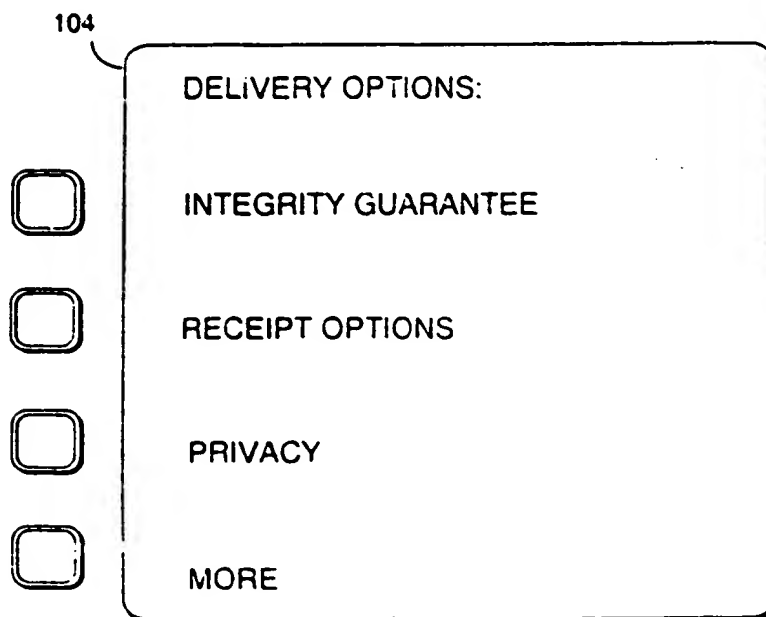 104
DELIVERY OPTIONS:
INTEGRITY GUARANTEE
RECEIPT OPTIONS
PRIVACY
MORE